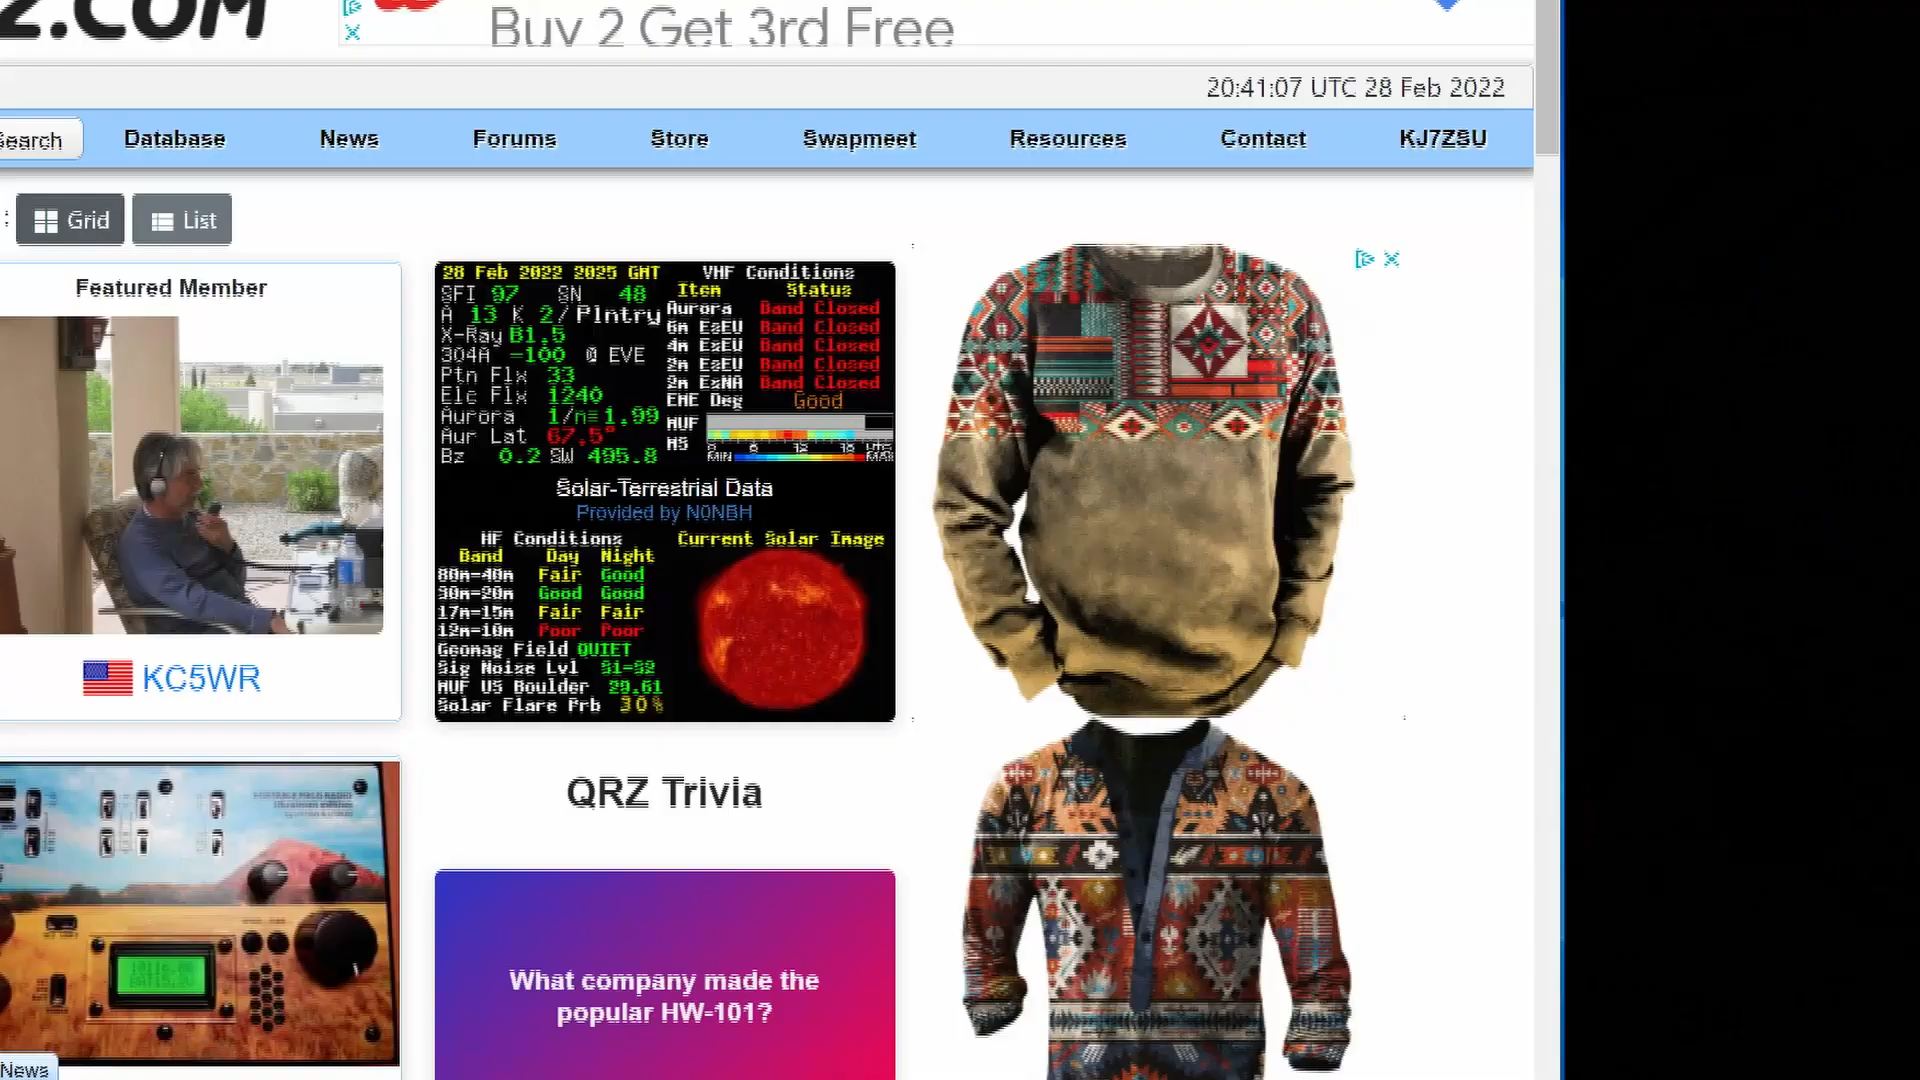 Z.COM
Buy 2 Get 3rd Free
20:41:07 UTC 28 Feb 2022
Search
Database
News
Forums
Store
Swapmeet
Resources
Contact
KJ7ZSU
: Grid
List
Featured Member
KC5WR
28 Feb 2022 2025 GMT
SFI 97 SN 48
A 13 K 2/Plntry
X-Ray B1.5
304A -100 @ EVE
Ptn Flx 33
Elc Flx 1240
Aurora 1/n=1.99
Aur Lat 67.5°
Bz 0.2 SW 495.8
VHF Conditions
Item Status
Aurora Band Closed
6m EsEU Band Closed
4m EsEU Band Closed
2m EsEU Band Closed
2m EsNA Band Closed
EME Deg Good
MUF
MS
MIN
Solar-Terrestrial Data
Provided by N0NBH
HF Conditions
Band Day Night
80m-40m Fair Good
30m-20m Good Good
17m-15m Fair Fair
12m-10m Poor Poor
Geomag Field QUIET
Sig Noise Lvl S1-S2
MUF US Boulder 29.61
Solar Flare Prb 30%
Current Solar Image
QRZ Trivia
What company made the
popular HW-101?
News